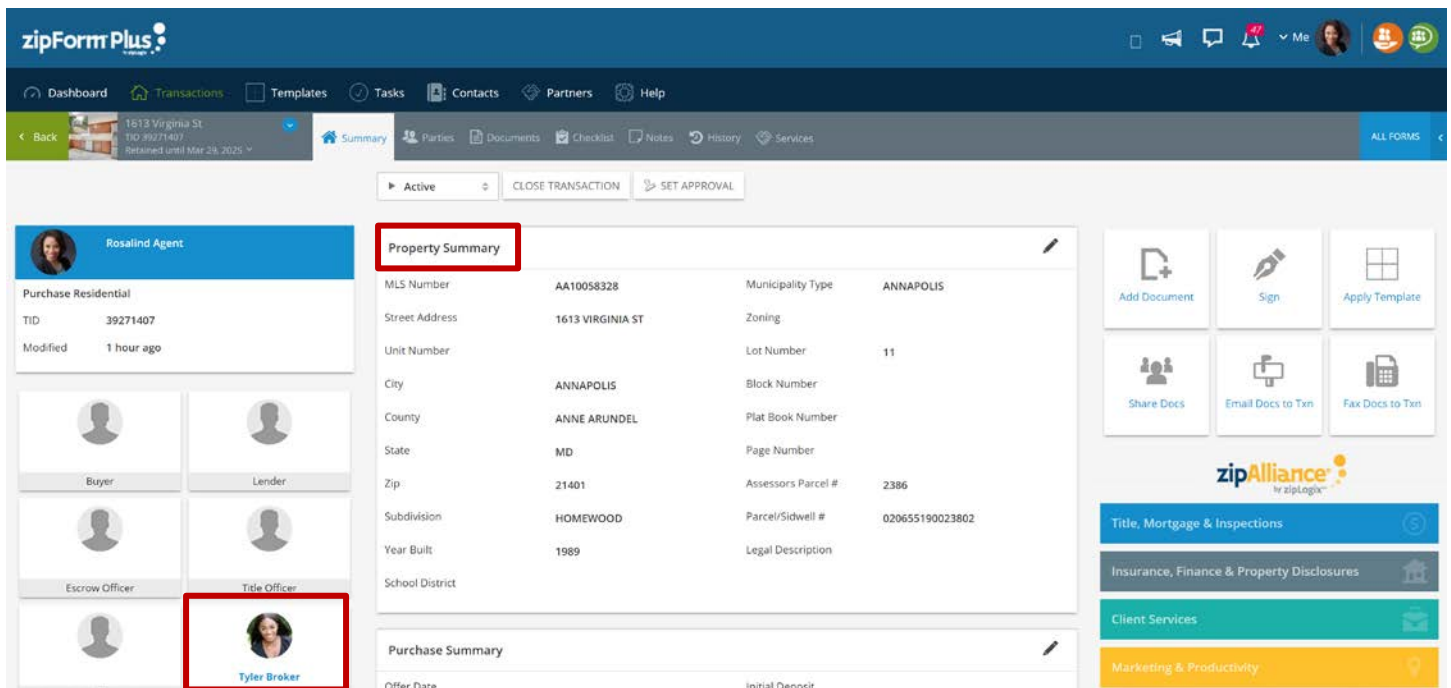 zipForm Plus
by zipLogix
47
Me
Dashboard Transactions Templates Tasks Contacts Partners Help
Back
1613 Virginia St
TID 39271407
Retained until Mar 29, 2025
Summary Parties Documents Checklist Notes History Services
ALL FORMS
Active CLOSE TRANSACTION SET APPROVAL
Rosalind Agent
Purchase Residential
TID 39271407
Modified 1 hour ago
Buyer Lender
Escrow Officer Title Officer
Tyler Broker
Property Summary
MLS Number AA10058328 Municipality Type ANNAPOLIS
Street Address 1613 VIRGINIA ST Zoning
Unit Number Lot Number 11
City ANNAPOLIS Block Number
County ANNE ARUNDEL Plat Book Number
State MD Page Number
Zip 21401 Assessors Parcel # 2386
Subdivision HOMEWOOD Parcel/Sidwell # 020655190023802
Year Built 1989 Legal Description
School District
Purchase Summary
Offer Date Initial Deposit
Add Document Sign Apply Template
Share Docs Email Docs to Txn Fax Docs to Txn
zipAlliance
by zipLogix
Title, Mortgage & Inspections
Insurance, Finance & Property Disclosures
Client Services
Marketing & Productivity